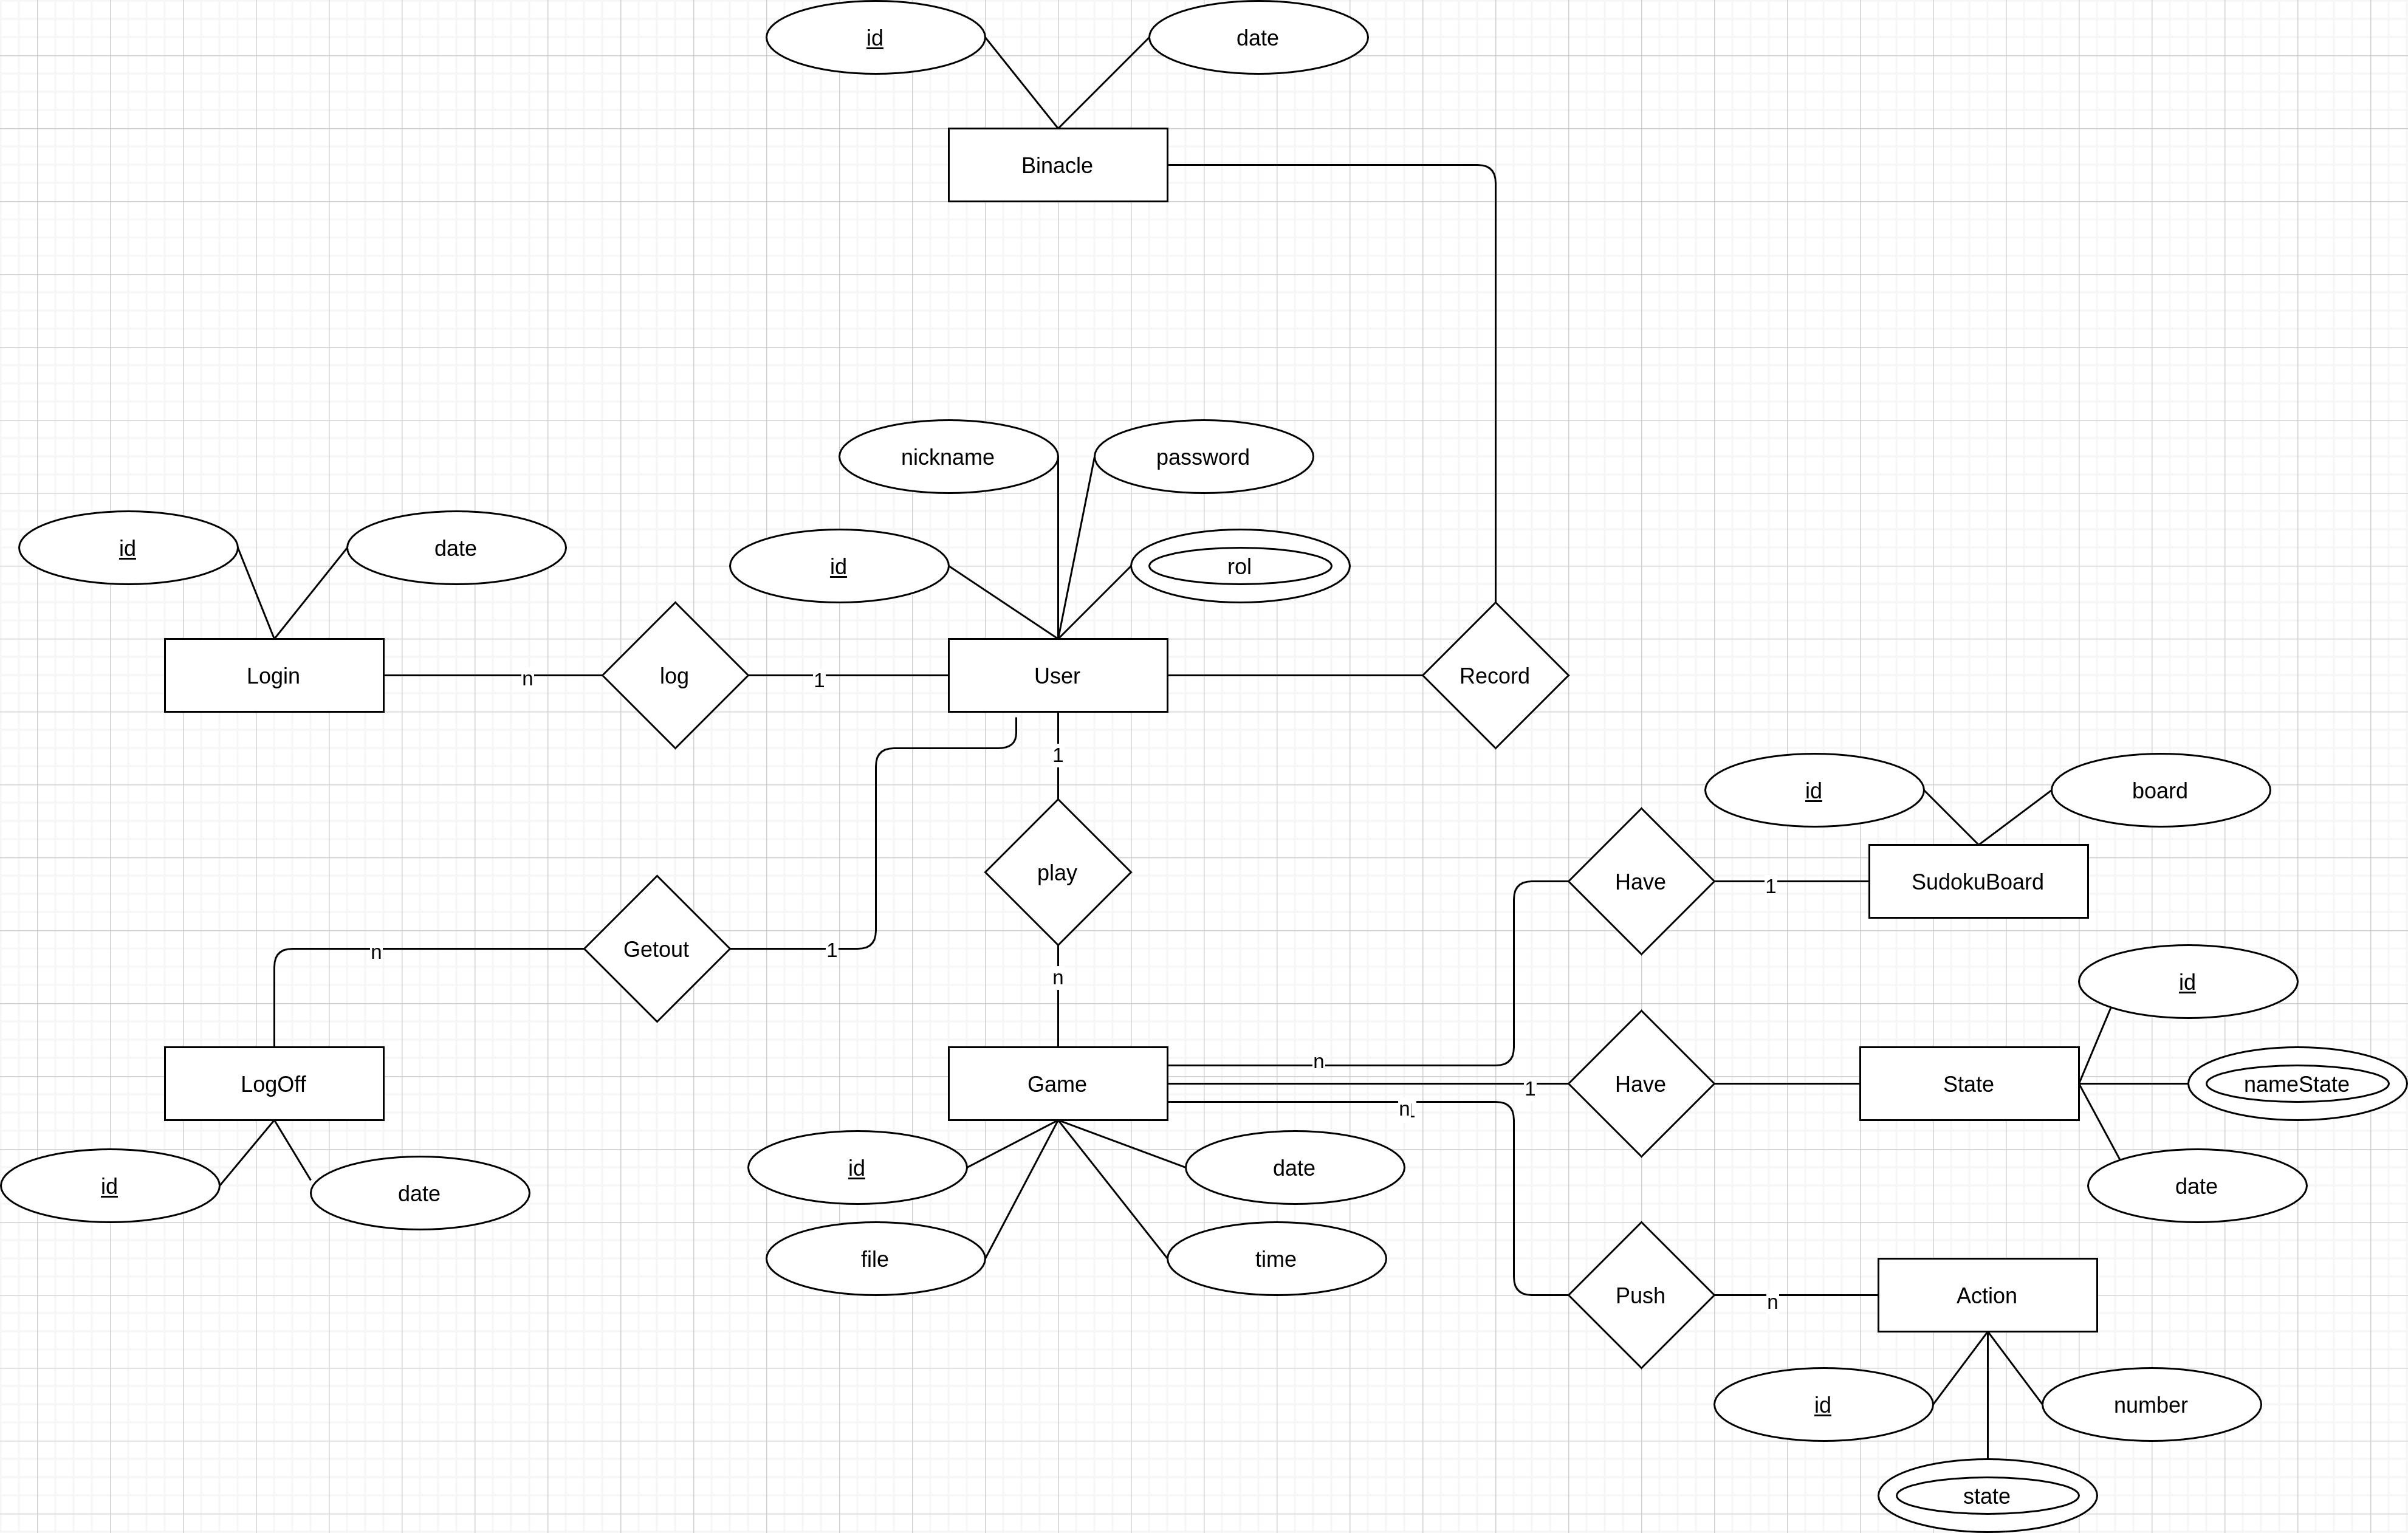 id
date
Binacle
nickname
password
id
date
id
rol
Login
n
log
1
User
Record
1
id
board
play
Have
1
SudokuBoard
n
Getout
1
n
id
n
LogOff
Game
1
Have
State
nameState
n
id
date
id
date
date
file
time
Push
n
Action
id
number
state